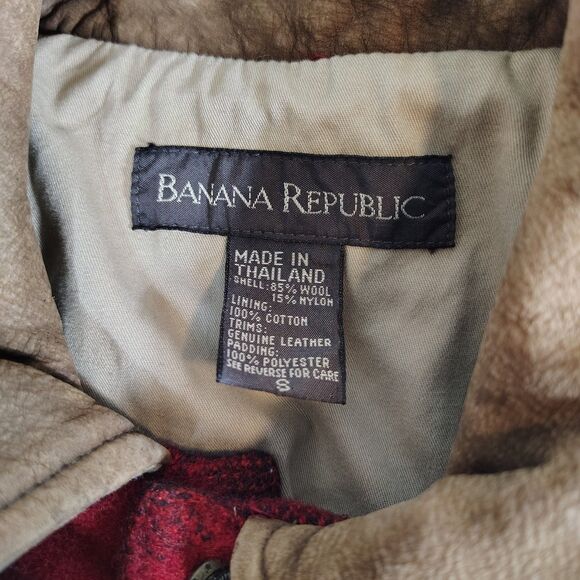 BANANA REPUBLIC
MADE IN
THAILAND
SHELL: 85% WOOL
15% NYLON
LINING:
100% COTTON
TRIMS:
GENUINE LEATHER
PADDING:
100% POLYESTER
SEE REVERSE FOR CARE
S